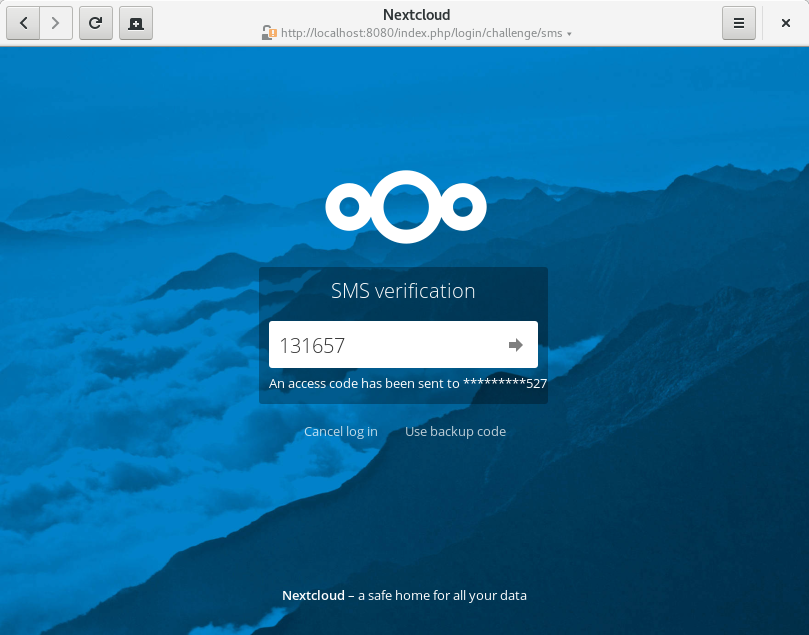 Nextcloud
http://localhost:8080/index.php/login/challenge/sms
SMS verification
131657
An access code has been sent to *********527
Cancel log in Use backup code
Nextcloud – a safe home for all your data